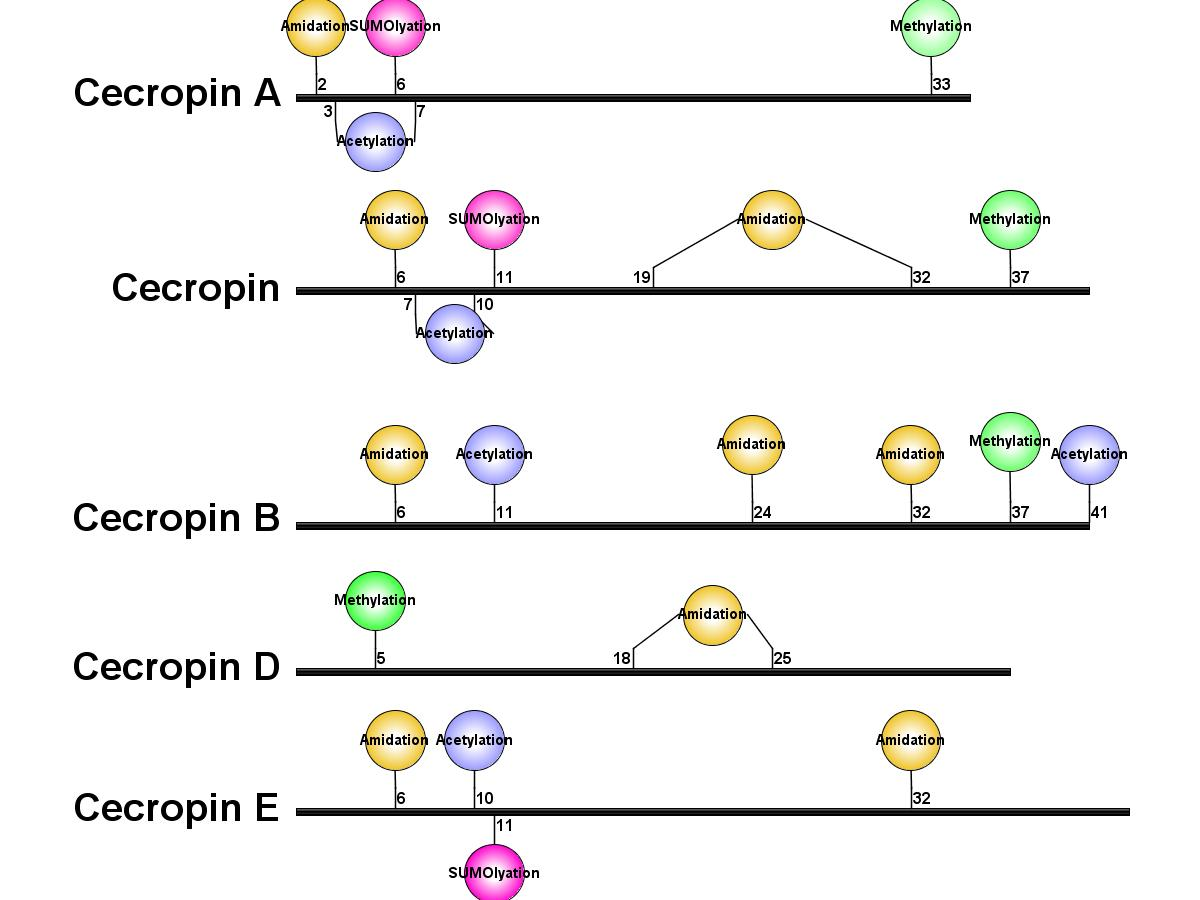 Amidation SUMOlyation Methylation
2 6 33
Cecropin A
3 7
Acetylation
Amidation SUMOlyation Amidation Methylation
6 11 19 32 37
Cecropin
7 10
Acetylation
Amidation Acetylation Amidation Amidation Methylation Acetylation
6 11 24 32 37 41
Cecropin B
Methylation Amidation
5 18 25
Cecropin D
Amidation Acetylation Amidation
6 10 32
Cecropin E
11
SUMOlyation